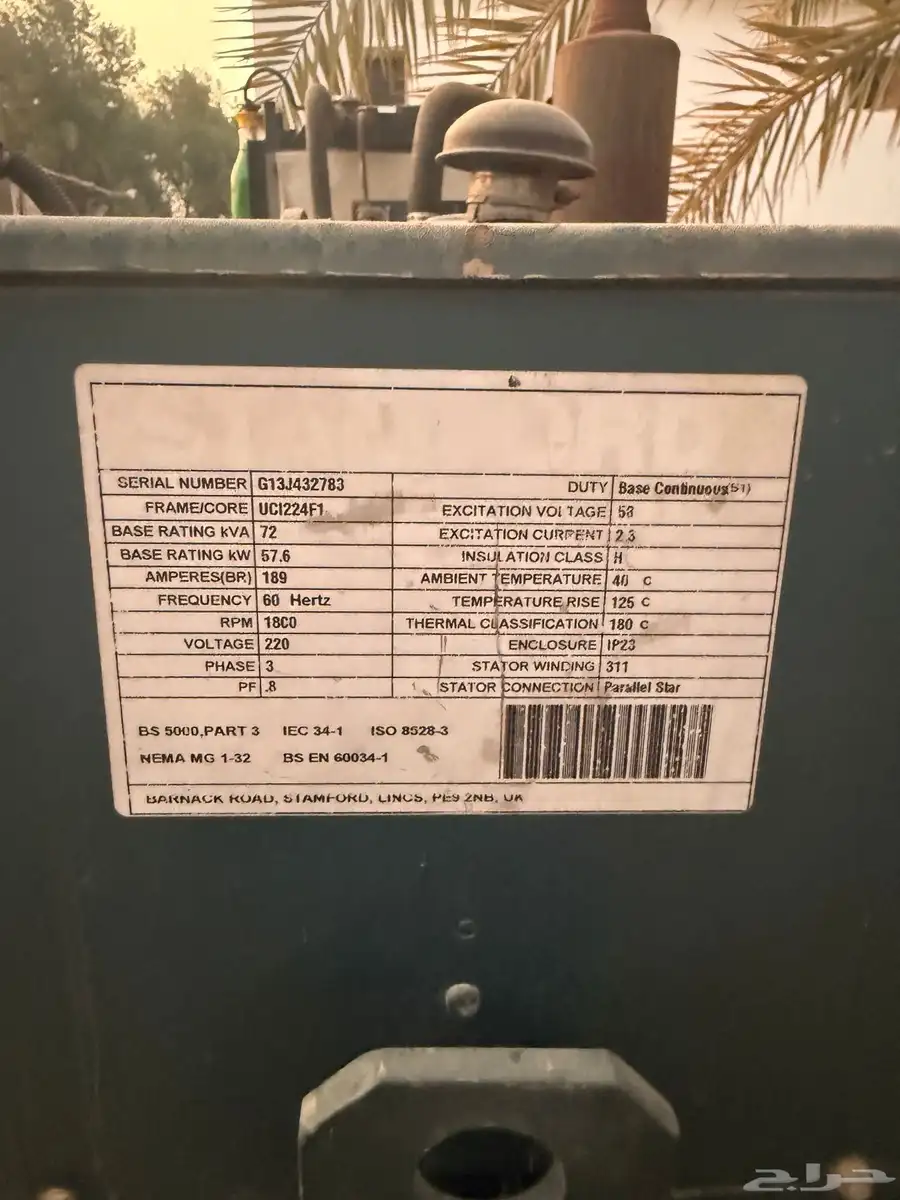 SERIAL NUMBER G13J432783
FRAME/CORE UCI224F1
BASE RATING kVA 72
BASE RATING kW 57.6
AMPERES(BR) 189
FREQUENCY 60 Hertz
RPM 1800
VOLTAGE 220
PHASE 3
PF .8
DUTY Base Continuous(S1)
EXCITATION VOLTAGE 53
EXCITATION CURRENT 2.3
INSULATION CLASS H
AMBIENT TEMPERATURE 40 C
TEMPERATURE RISE 125 C
THERMAL CLASSIFICATION 180 C
ENCLOSURE IP23
STATOR WINDING 311
STATOR CONNECTION Parallel Star
BS 5000,PART 3 IEC 34-1 ISO 8528-3
NEMA MG 1-32 BS EN 60034-1
BARNACK ROAD, STAMFORD, LINCS, PE9 2NB, UK
حراج